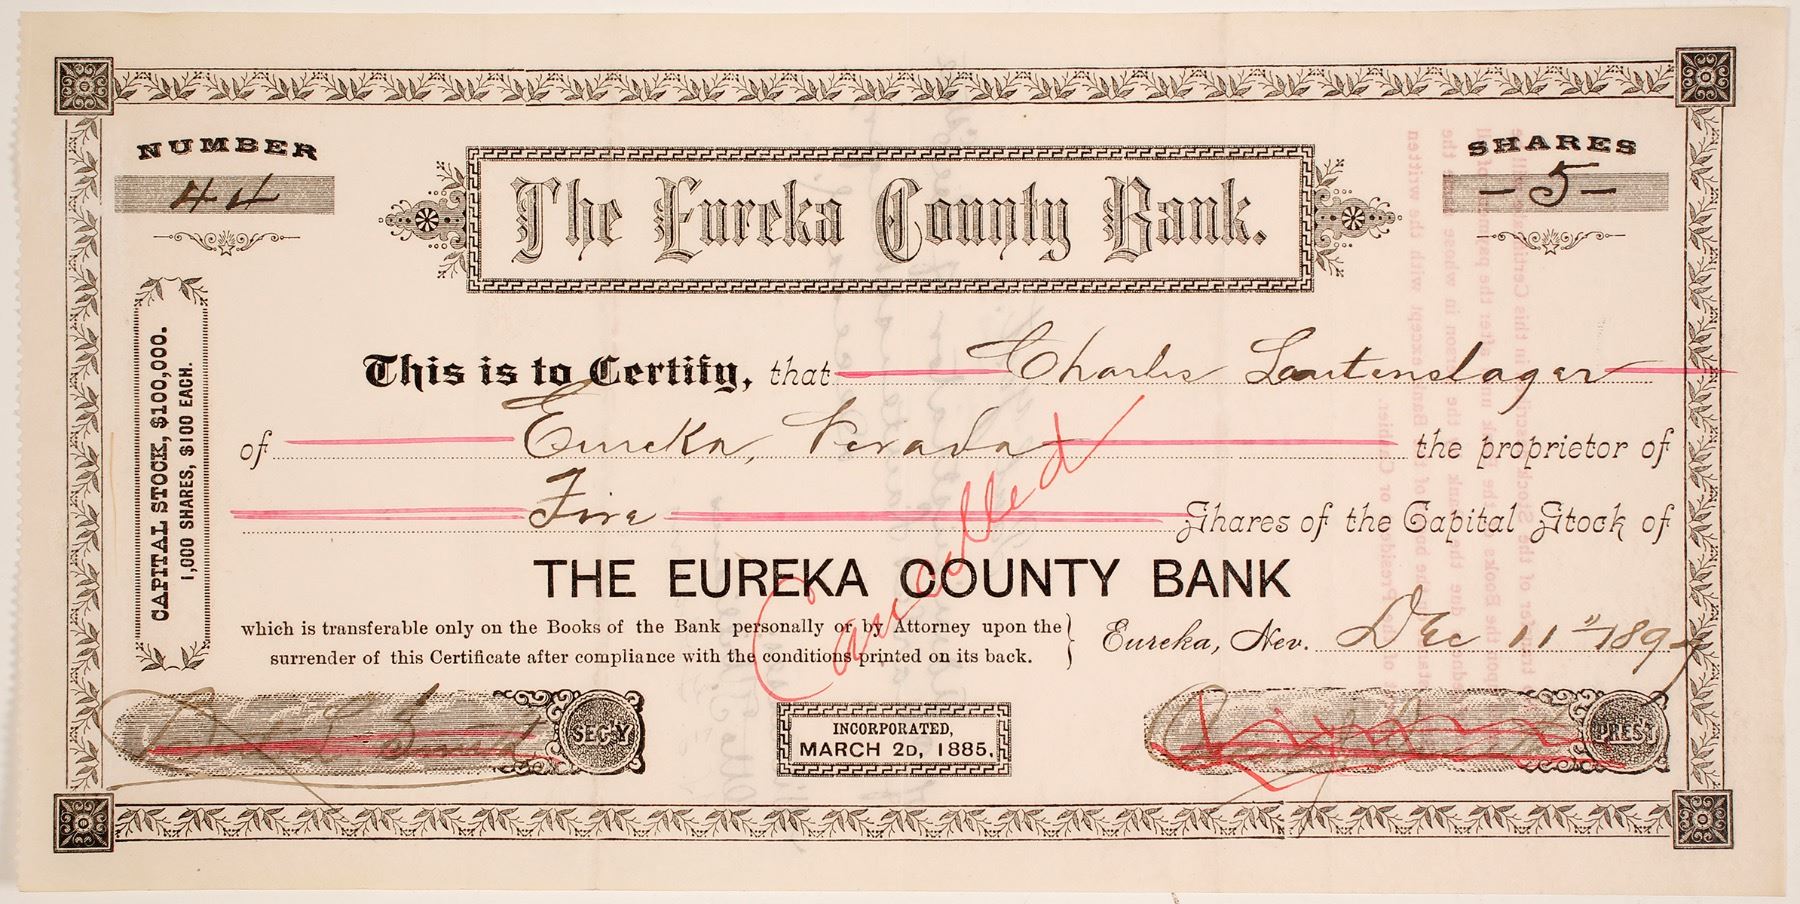 NUMBER
44
SHARES
- 5 -
The Eureka County Bank.
CAPITAL STOCK, $100,000.
1,000 SHARES, $100 EACH.
This is to Certify, that Charles Lautenslager
of Eureka, Nevada the proprietor of
Five Shares of the Capital Stock of
THE EUREKA COUNTY BANK
Cancelled
which is transferable only on the Books of the Bank personally or by Attorney upon the
surrender of this Certificate after compliance with the conditions printed on its back.
Eureka, Nev. Dec 11" 189
SEC'Y
INCORPORATED,
MARCH 2D, 1885.
PREST